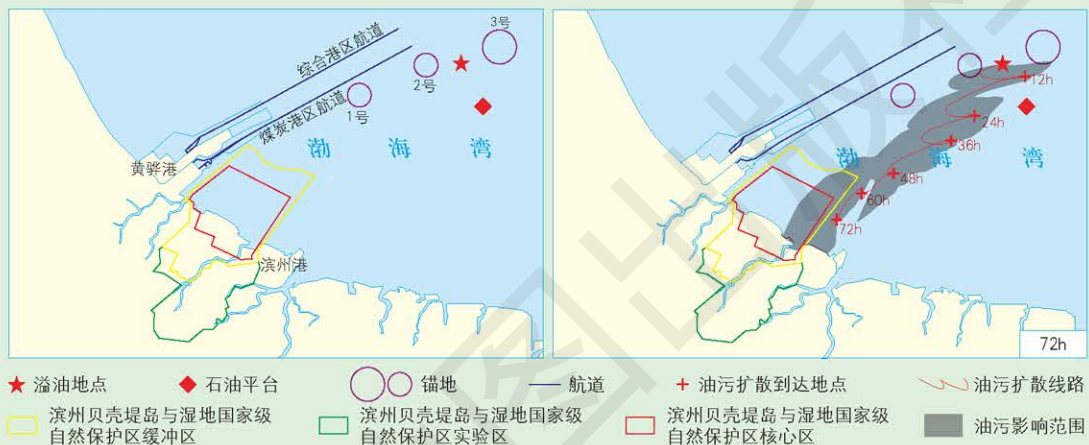 综合港区航道
煤炭港区航道
3号
2号
1号
渤海湾
黄骅港
滨州港
12h
24h
36h
渤海湾
48h
60h
72h
72h
溢油地点
石油平台
锚地
航道
油污扩散到达地点
油污扩散线路
滨州贝壳堤岛与湿地国家级
自然保护区缓冲区
滨州贝壳堤岛与湿地国家级
自然保护区实验区
滨州贝壳堤岛与湿地国家级
自然保护区核心区
油污影响范围